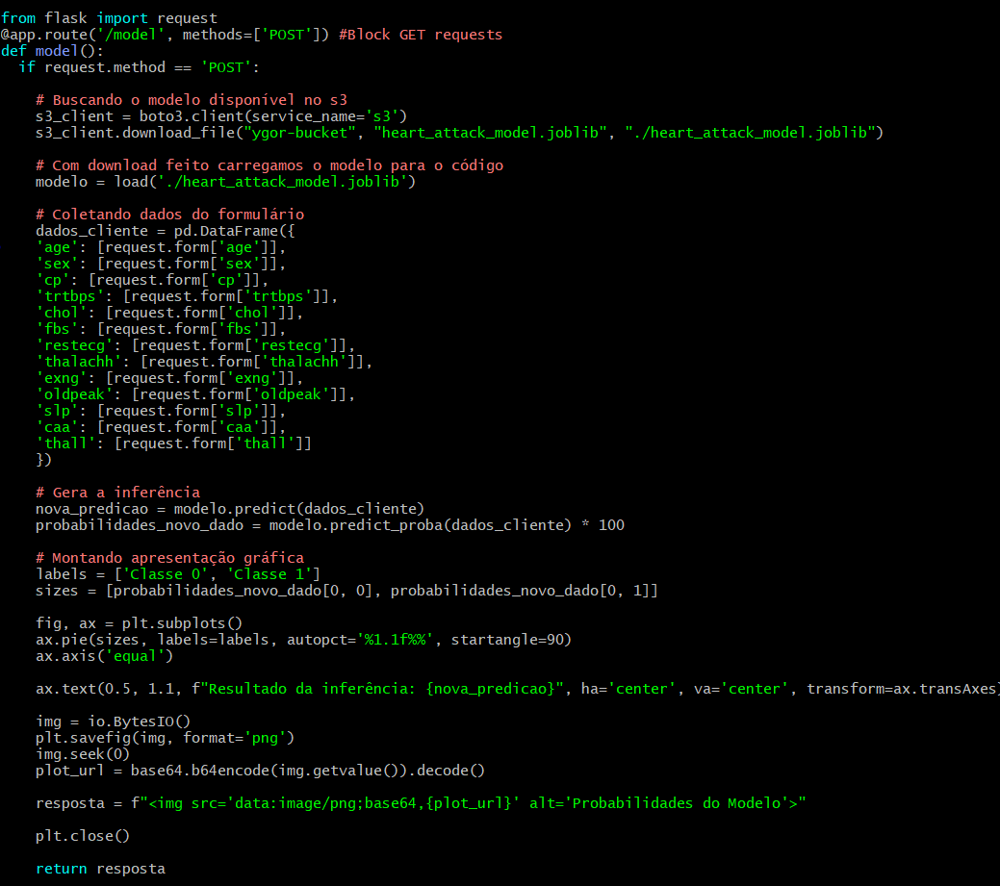 from flask import request
@app.route('/model', methods=['POST']) #Block GET requests
def model():
  if request.method == 'POST':

    # Buscando o modelo disponível no s3
    s3_client = boto3.client(service_name='s3')
    s3_client.download_file("ygor-bucket", "heart_attack_model.joblib", "./heart_attack_model.joblib")

    # Com download feito carregamos o modelo para o código
    modelo = load('./heart_attack_model.joblib')

    # Coletando dados do formulário
    dados_cliente = pd.DataFrame({
    'age': [request.form['age']],
    'sex': [request.form['sex']],
    'cp': [request.form['cp']],
    'trtbps': [request.form['trtbps']],
    'chol': [request.form['chol']],
    'fbs': [request.form['fbs']],
    'restecg': [request.form['restecg']],
    'thalachh': [request.form['thalachh']],
    'exng': [request.form['exng']],
    'oldpeak': [request.form['oldpeak']],
    'slp': [request.form['slp']],
    'caa': [request.form['caa']],
    'thall': [request.form['thall']]
    })

    # Gera a inferência
    nova_predicao = modelo.predict(dados_cliente)
    probabilidades_novo_dado = modelo.predict_proba(dados_cliente) * 100

    # Montando apresentação gráfica
    labels = ['Classe 0', 'Classe 1']
    sizes = [probabilidades_novo_dado[0, 0], probabilidades_novo_dado[0, 1]]

    fig, ax = plt.subplots()
    ax.pie(sizes, labels=labels, autopct='%1.1f%%', startangle=90)
    ax.axis('equal')

    ax.text(0.5, 1.1, f"Resultado da inferência: {nova_predicao}", ha='center', va='center', transform=ax.transAxes)

    img = io.BytesIO()
    plt.savefig(img, format='png')
    img.seek(0)
    plot_url = base64.b64encode(img.getvalue()).decode()

    resposta = f"<img src='data:image/png;base64,{plot_url}' alt='Probabilidades do Modelo'>"

    plt.close()

    return resposta